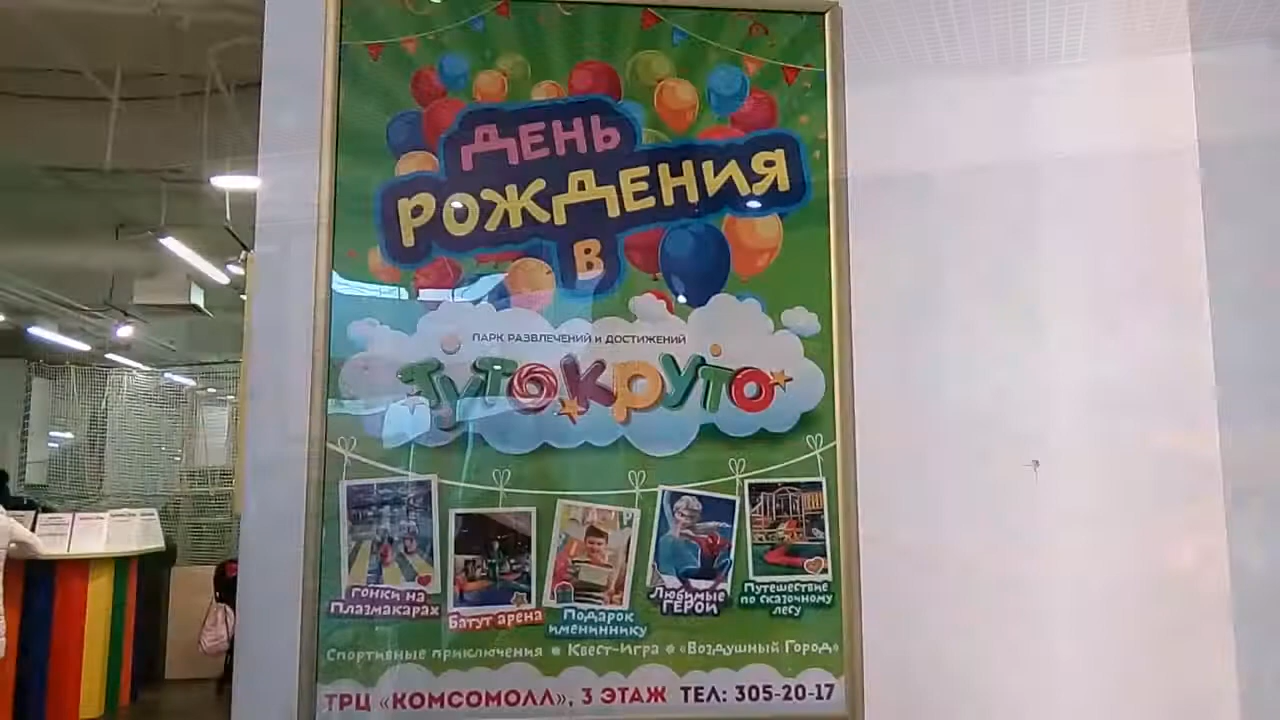 ДЕНЬ
РОЖДЕНИЯ
В
ПАРК РАЗВЛЕЧЕНИЙ и ДОСТИЖЕНИЙ
ТУТОКРУТО
Гонки на
Плазмакарах
Батут арена
Подарок
имениннику
Любимые
ГЕРОИ
Путешествие
по сказочному
лесу
Спортивные приключения • Квест-Игра • «Воздушный Город»
ТРЦ «КОМСОМОЛЛ», 3 ЭТАЖ ТЕЛ: 305-20-17